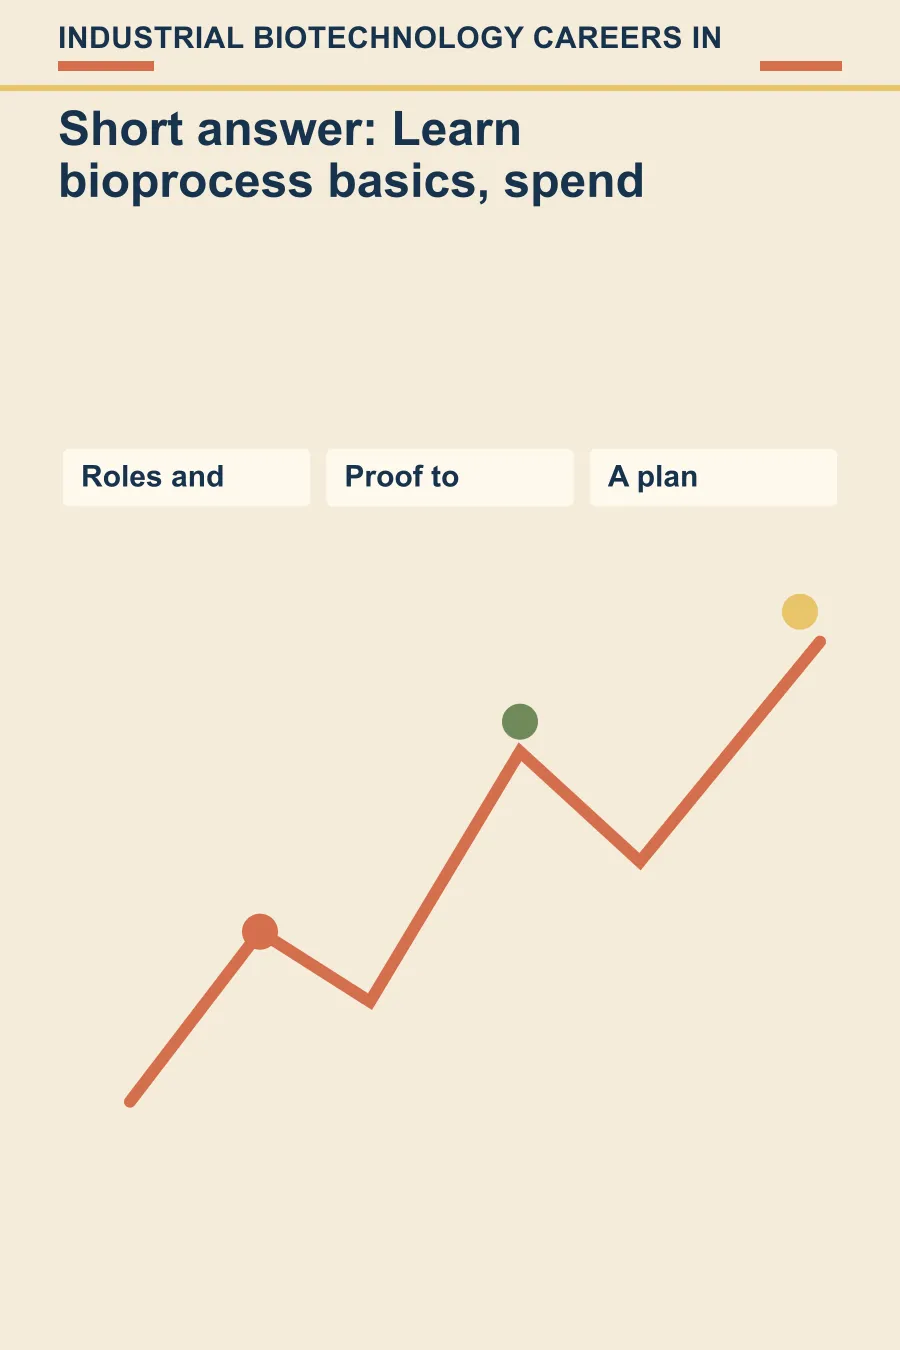 INDUSTRIAL BIOTECHNOLOGY CAREERS IN
Short answer: Learn
bioprocess basics, spend
Roles and
Proof to
A plan